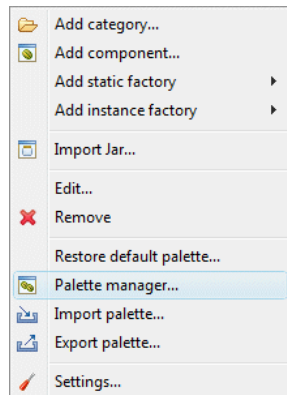 Add category...
Add component...
Add static factory
Add instance factory
Import Jar...
Edit...
Remove
Restore default palette...
Palette manager...
Import palette...
Export palette...
Settings...